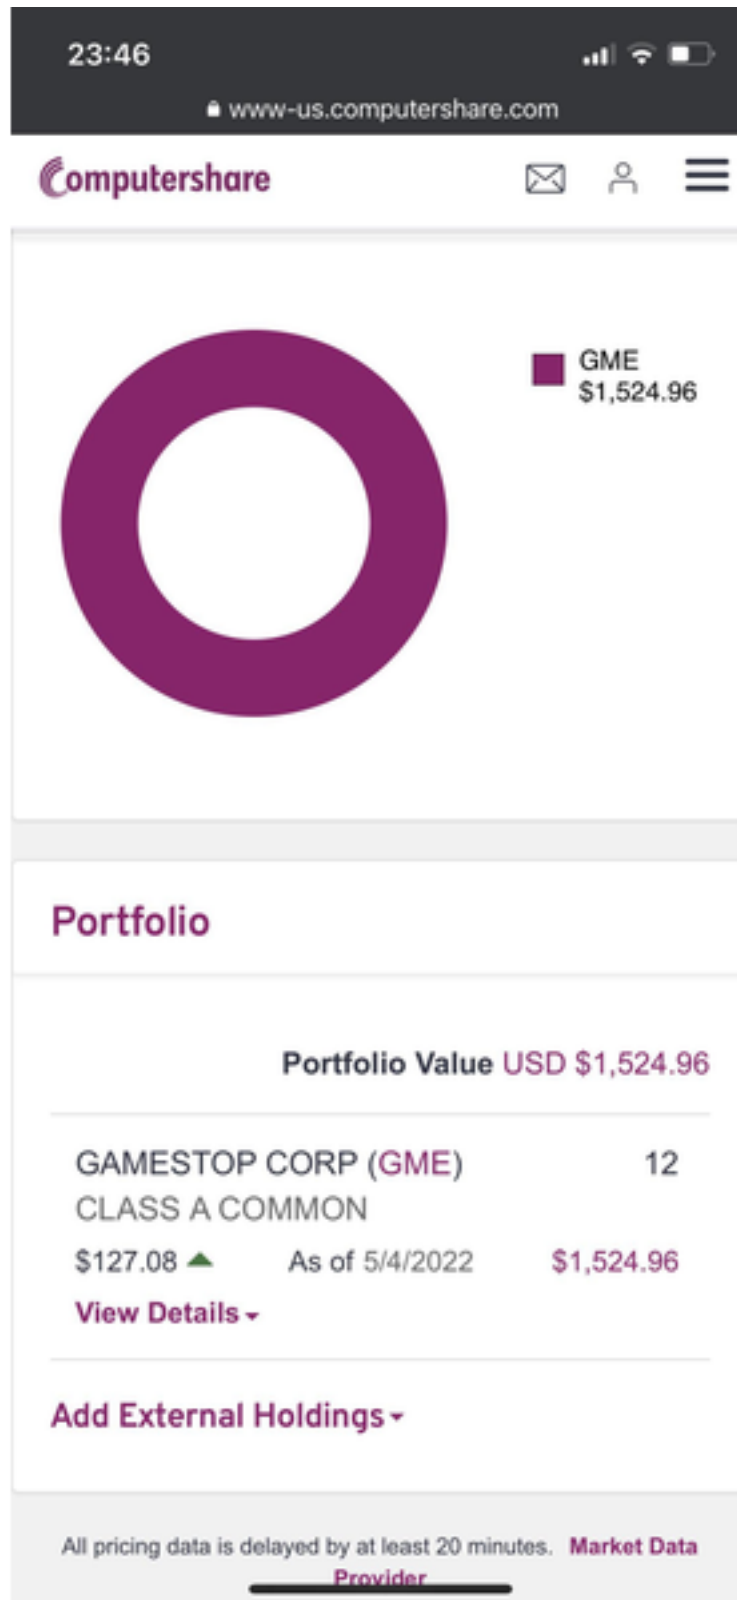 23:46
www-us.computershare.com
Computershare
GME
$1,524.96
Portfolio
Portfolio Value USD $1,524.96
GAMESTOP CORP (GME) 12
CLASS A COMMON
$127.08 As of 5/4/2022 $1,524.96
View Details
Add External Holdings
All pricing data is delayed by at least 20 minutes. Market Data
Provider